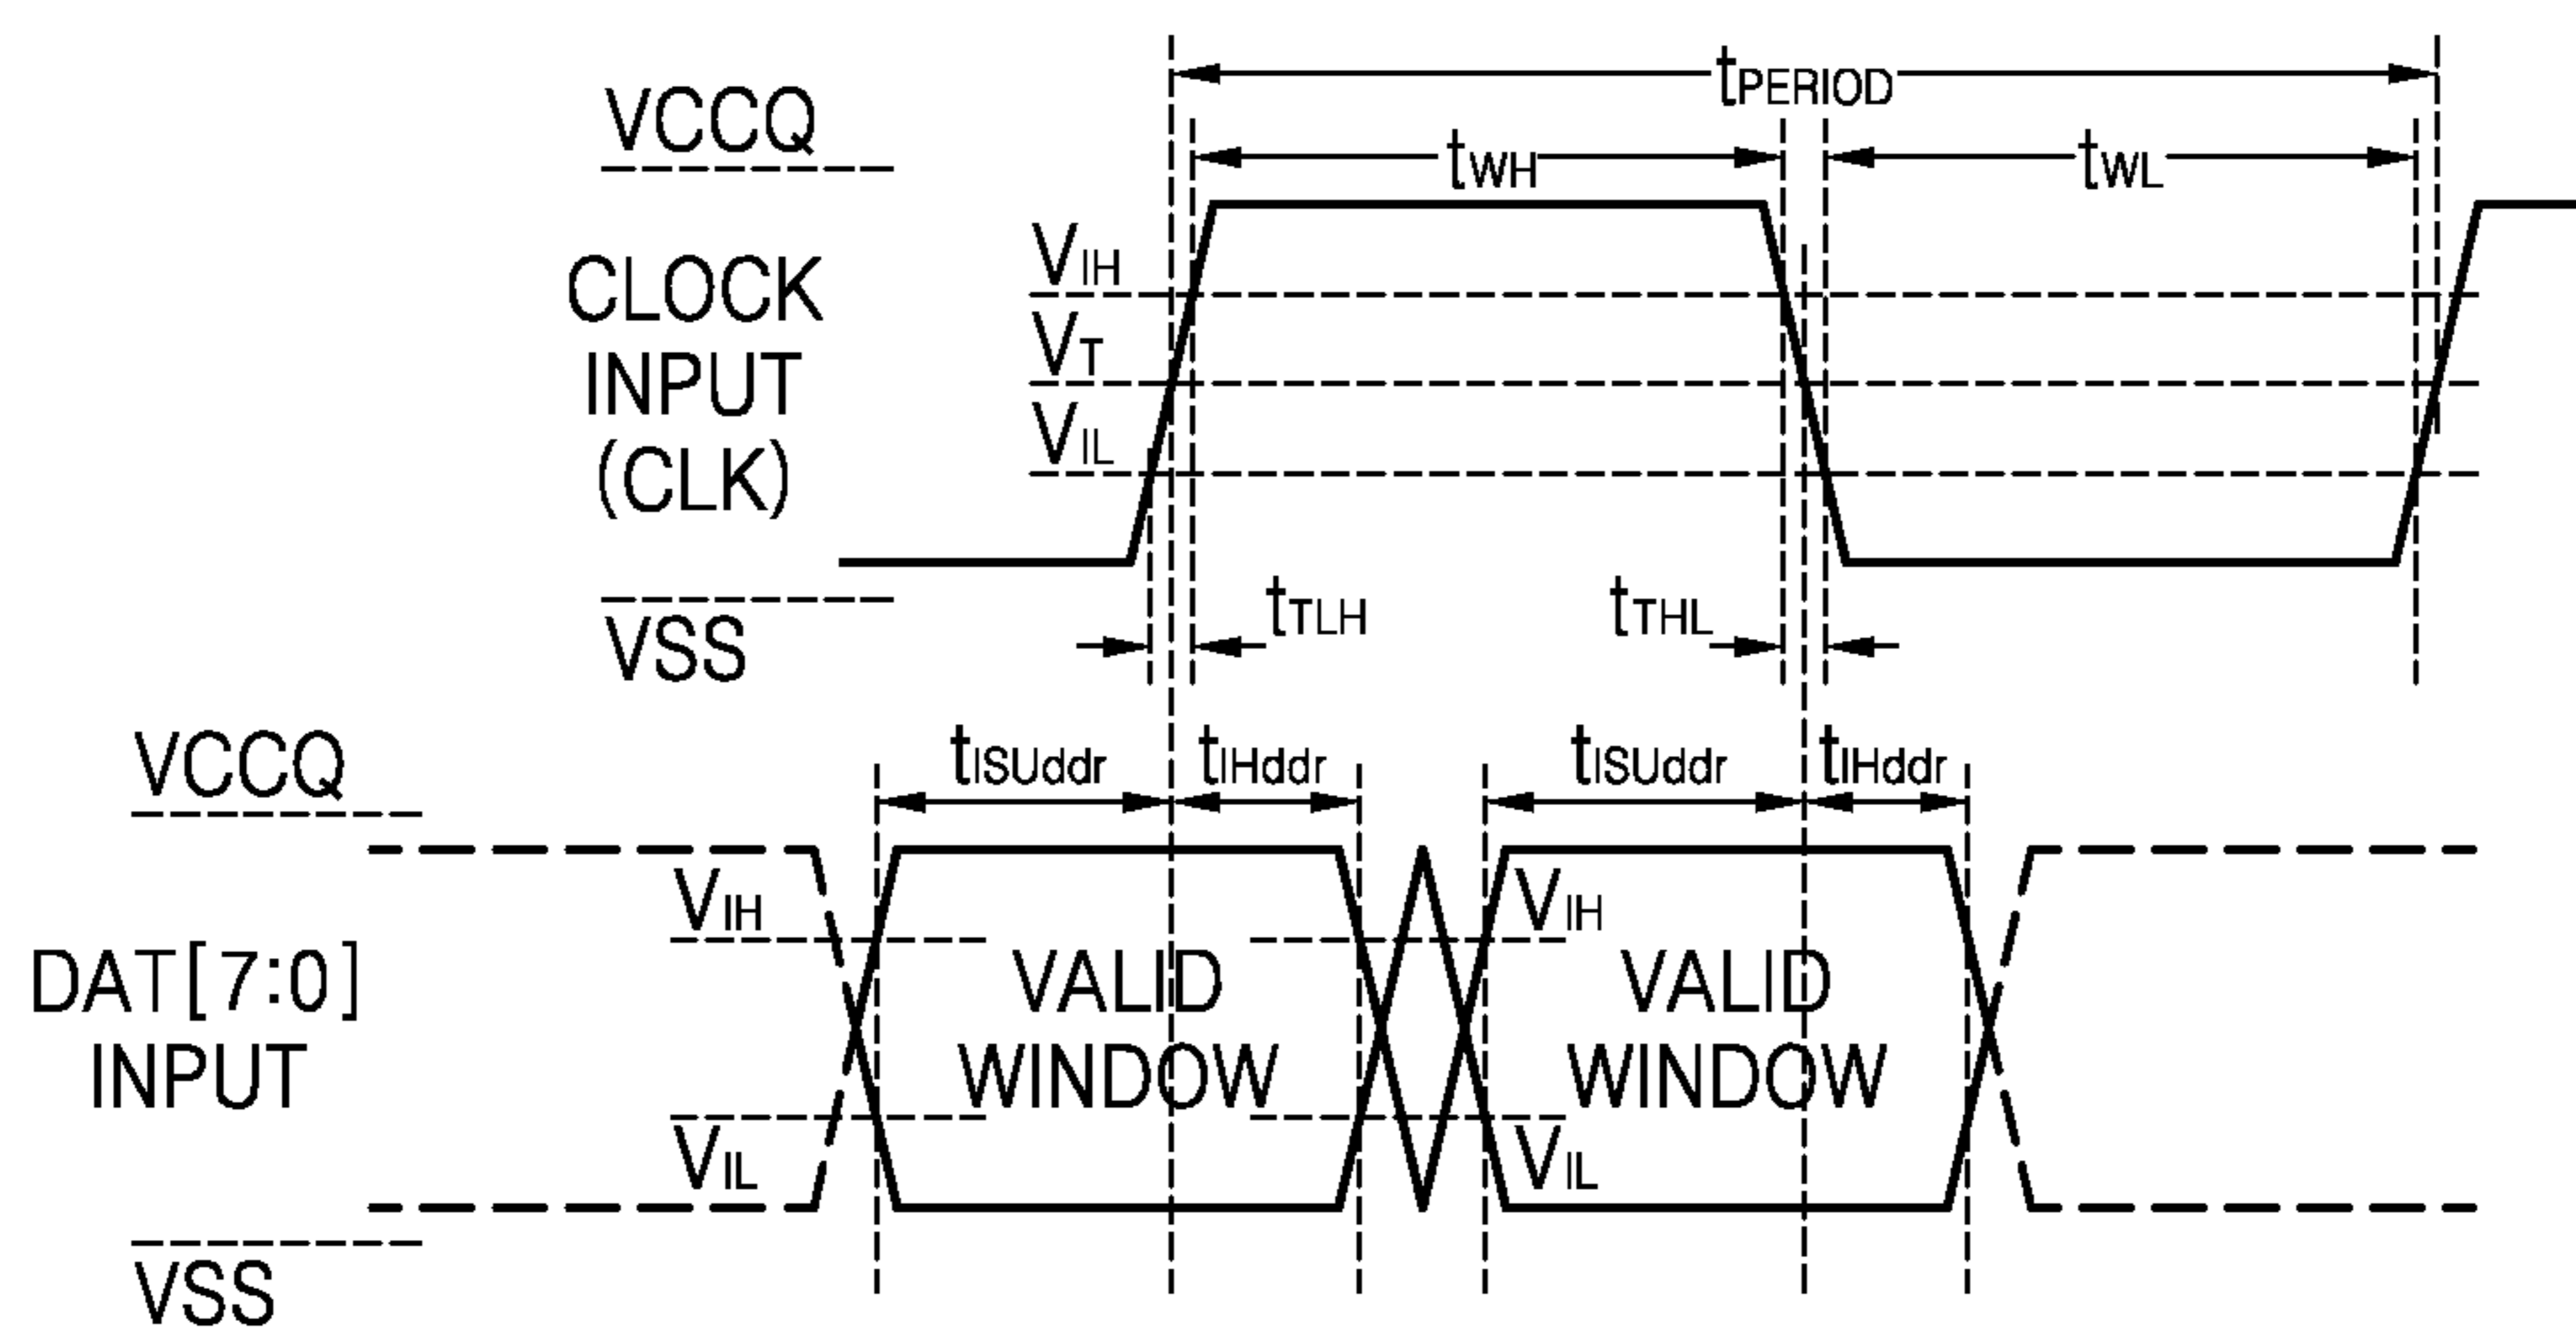 tPERIOD
VCCQ
tWH
tWL
VIH
CLOCK
VT
INPUT
VIL
(CLK)
tTLH
tTHL
VSS
VCCQ
tISUddr
tIHddr
tISUddr
tIHddr
VIH
VIH
DAT[7:0]
VALID
VALID
INPUT
WINDOW
WINDOW
VIL
VIL
VSS